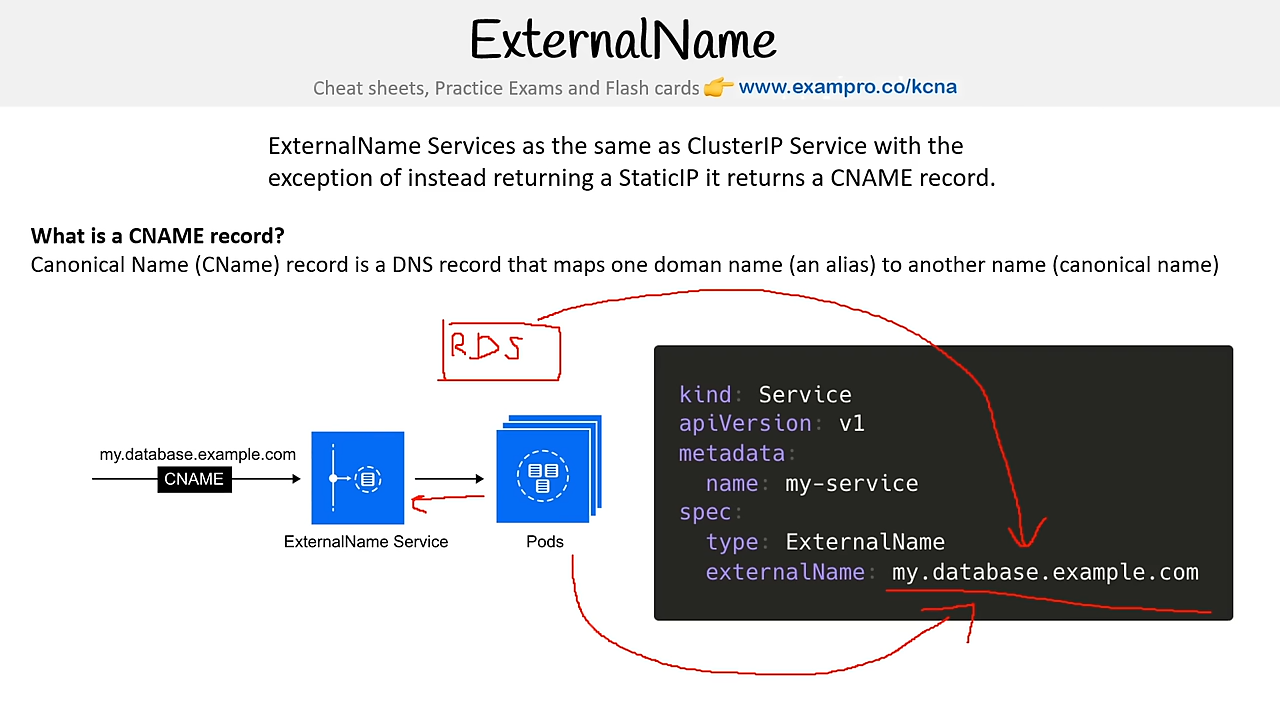 ExternalName
Cheat sheets, Practice Exams and Flash cards 👉 www.exampro.co/kcna
ExternalName Services as the same as ClusterIP Service with the
exception of instead returning a StaticIP it returns a CNAME record.
What is a CNAME record?
Canonical Name (CName) record is a DNS record that maps one doman name (an alias) to another name (canonical name)
RDS
my.database.example.com
CNAME
ExternalName Service
Pods
kind: Service
apiVersion: v1
metadata:
  name: my-service
spec:
  type: ExternalName
  externalName: my.database.example.com